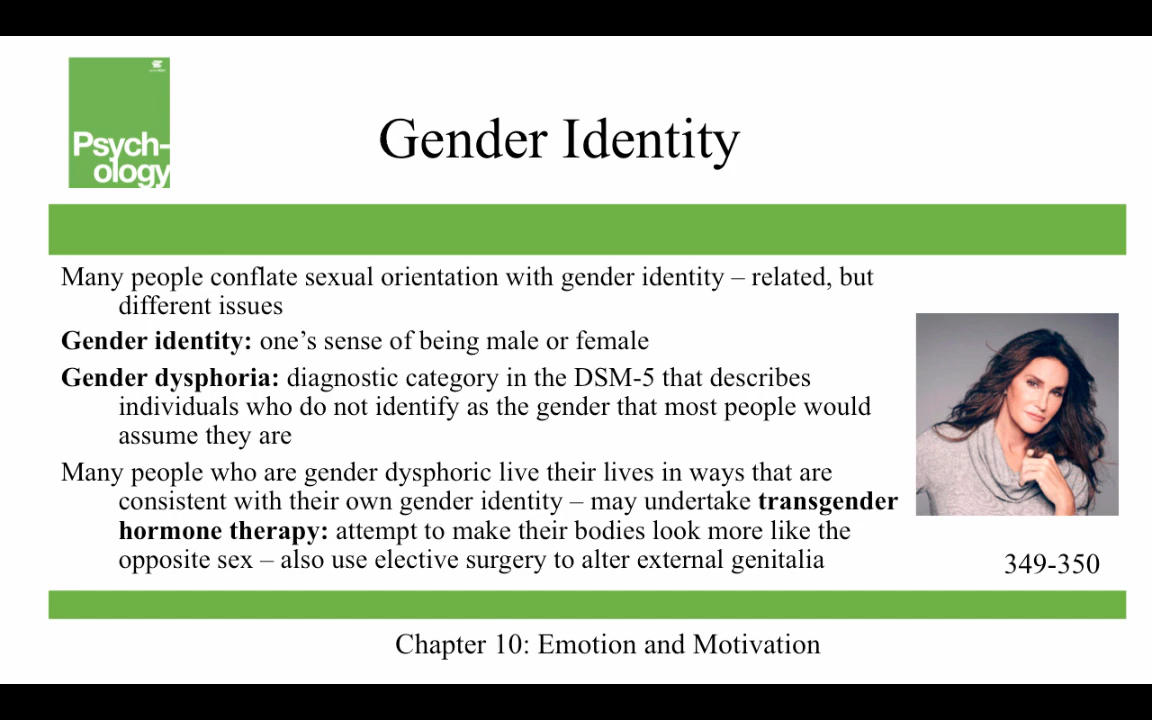 Psych-
ology
Gender Identity
Many people conflate sexual orientation with gender identity – related, but
different issues
Gender identity: one’s sense of being male or female
Gender dysphoria: diagnostic category in the DSM-5 that describes
individuals who do not identify as the gender that most people would
assume they are
Many people who are gender dysphoric live their lives in ways that are
consistent with their own gender identity – may undertake transgender
hormone therapy: attempt to make their bodies look more like the
opposite sex – also use elective surgery to alter external genitalia
349-350
Chapter 10: Emotion and Motivation